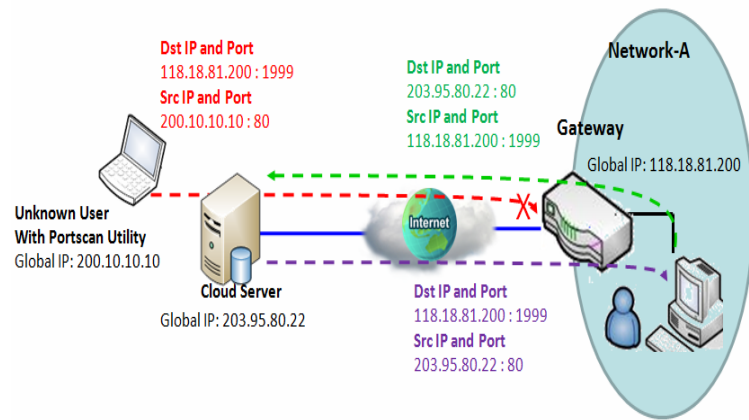 Dst IP and Port
118.18.81.200 : 1999
Src IP and Port
200.10.10.10 : 80
Dst IP and Port
203.95.80.22 : 80
Src IP and Port
118.18.81.200 : 1999
Network-A
Gateway
Global IP: 118.18.81.200
Unknown User
With Portscan Utility
Global IP: 200.10.10.10
Internet
Cloud Server
Global IP: 203.95.80.22
Dst IP and Port
118.18.81.200 : 1999
Src IP and Port
203.95.80.22 : 80